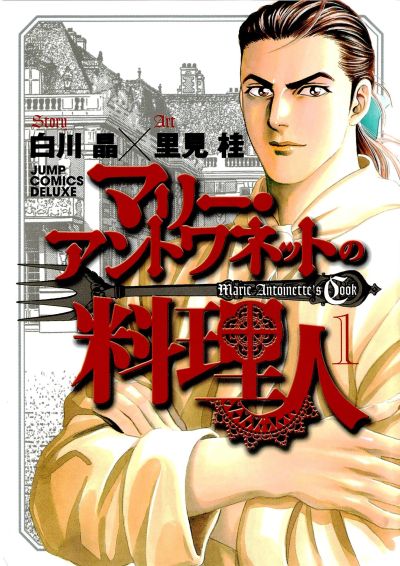 Story Art
白川 晶×里見 桂
JUMP
COMICS
DELUXE
マリー・
アントワネットの
Marie Antoinette's Cook
料理人
1